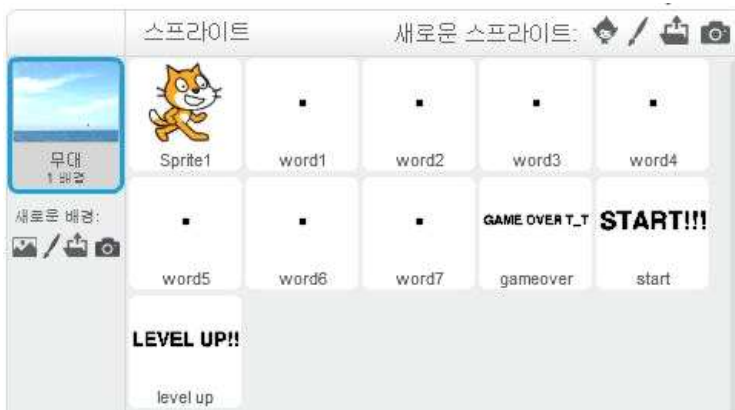 스프라이트 새로운 스프라이트:
무대
1 배경
새로운 배경:
Sprite1 word1 word2 word3 word4
GAME OVER T_T START!!!
word5 word6 word7 gameover start
LEVEL UP!!
level up